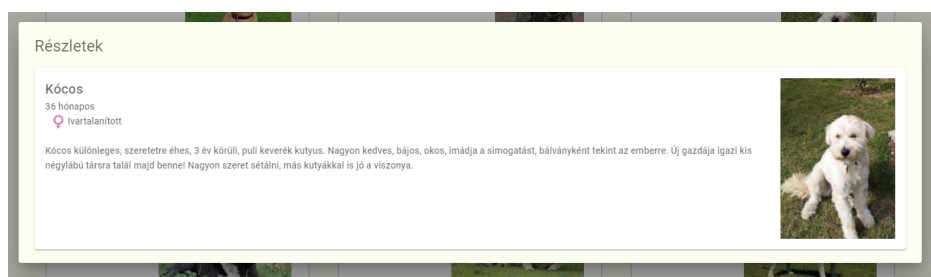 Részletek
Kócos
36 hónapos
Ivartalanított
Kócos különleges, szeretetre éhes, 3 év körüli, puli keverék kutyus. Nagyon kedves, bájos, okos, imádja a simogatást, bálványként tekint az emberre. Új gazdája igazi kis
négylábú társra talál majd benne! Nagyon szeret sétálni, más kutyákkal is jó a viszonya.